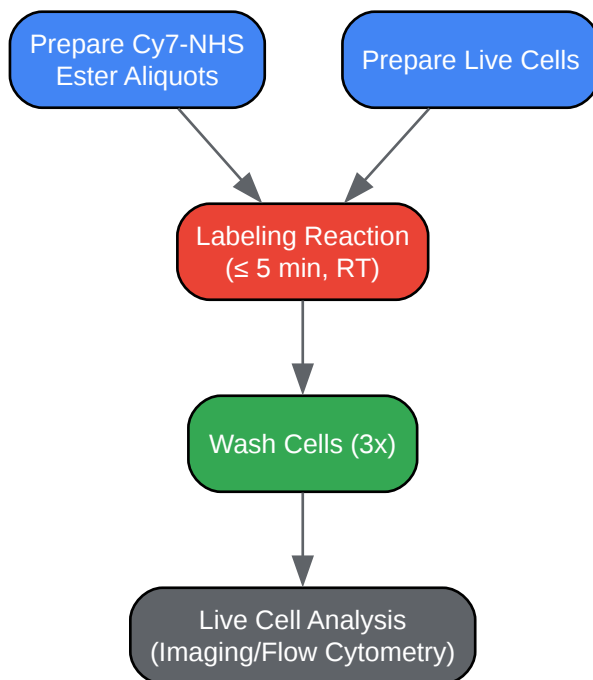 Prepare Cy7-NHS
Ester Aliquots
Prepare Live Cells
Labeling Reaction
(≤ 5 min, RT)
Wash Cells (3x)
Live Cell Analysis
(Imaging/Flow Cytometry)